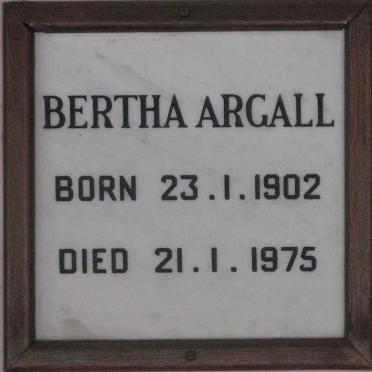 BERTHA ARGALL
BORN 23.1.1902
DIED 21.1.1975